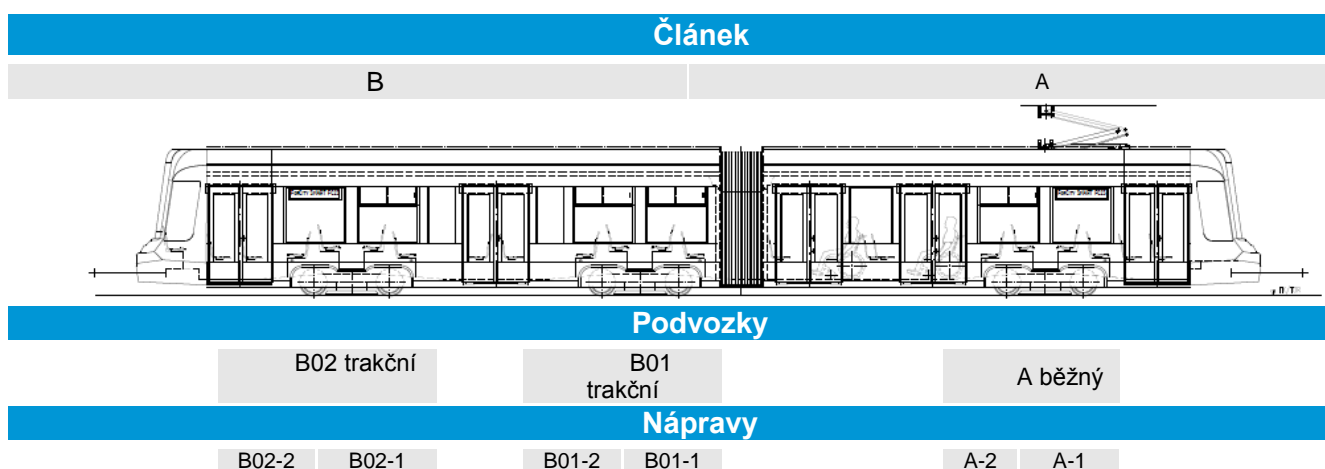 Článek
B A
Podvozky
B02 trakční B01 A běžný
trakční
Nápravy
B02-2 B02-1 B01-2 B01-1 A-2 A-1